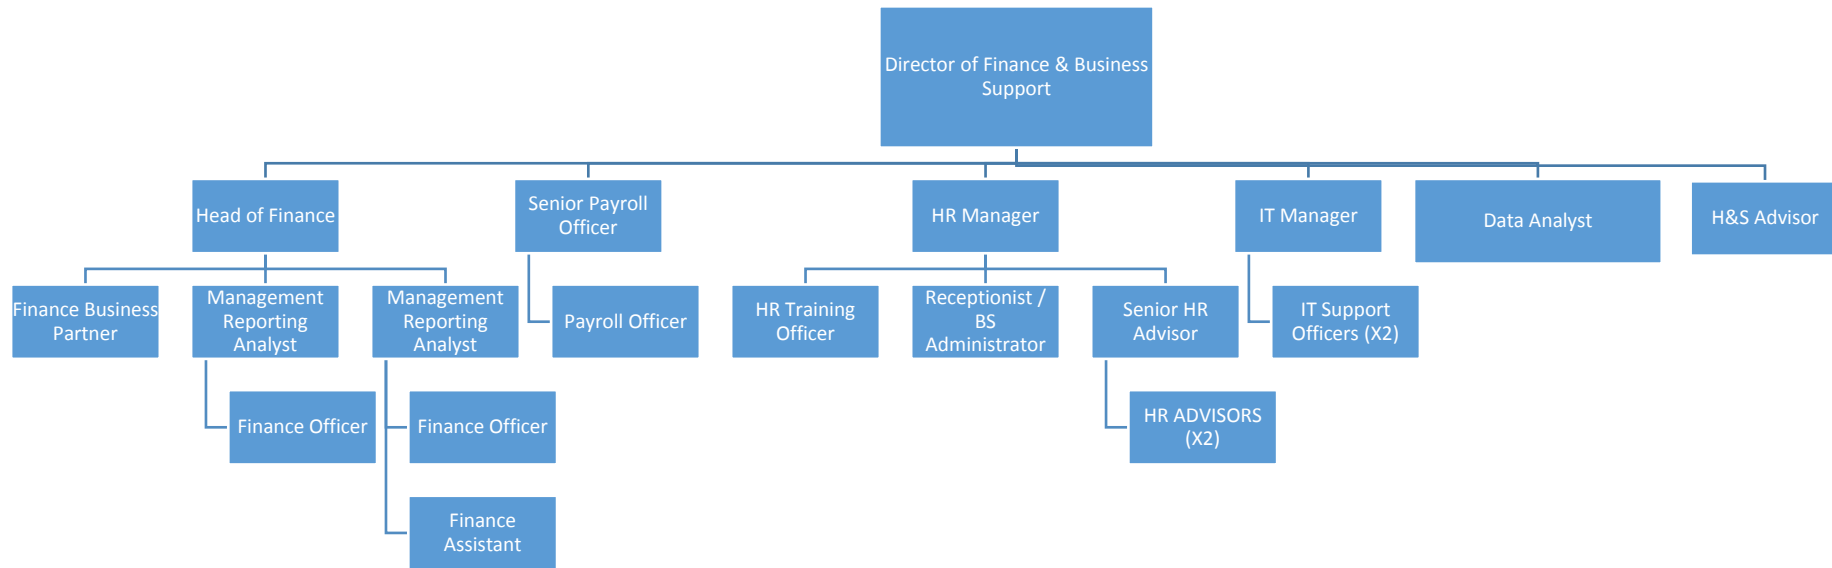 Director of Finance & Business
Support
Head of Finance
Senior Payroll
Officer
HR Manager
IT Manager
Data Analyst
H&S Advisor
Finance Business
Partner
Management
Reporting
Analyst
Management
Reporting
Analyst
Payroll Officer
HR Training
Officer
Receptionist /
BS
Administrator
Senior HR
Advisor
IT Support
Officers (X2)
Finance Officer
Finance Officer
HR ADVISORS
(X2)
Finance
Assistant